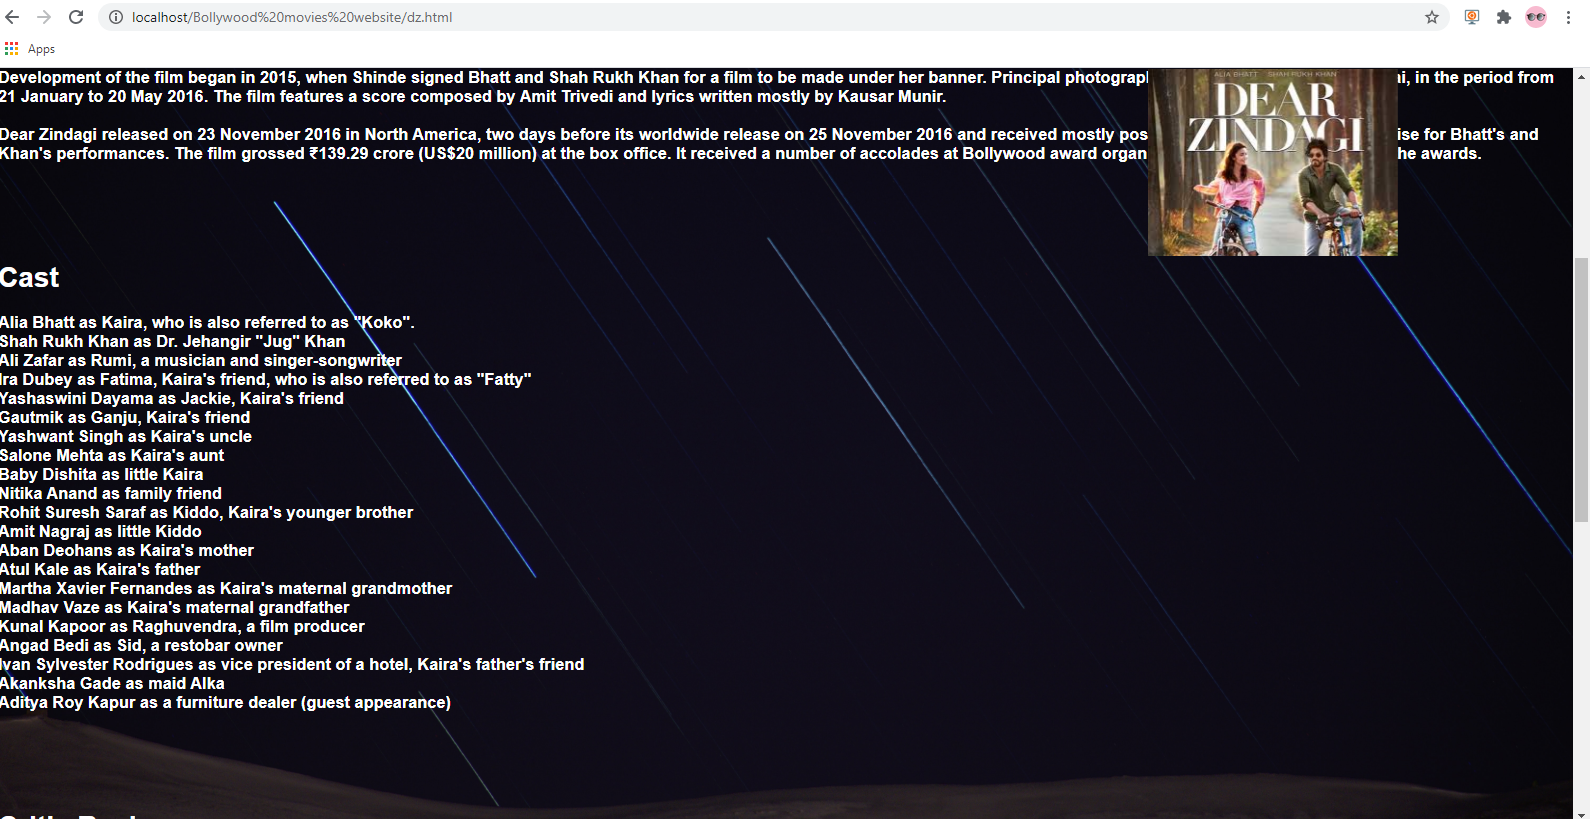 localhost/Bollywood%20movies%20website/dz.html
Apps
Development of the film began in 2015, when Shinde signed Bhatt and Shah Rukh Khan for a film to be made under her banner. Principal i, in the period from
21 January to 20 May 2016. The film features a score composed by Amit Trivedi and lyrics written mostly by Kausar Munir.
Dear Zindagi released on 23 November 2016 in North America, two days before its worldwide release on 25 November 2016 and received mostly pos ise for Bhatt's and
Khan's performances. The film grossed ₹139.29 crore (US$20 million) at the box office. It received a number of accolades at Bollywood award organ he awards.
ALIA BHATT SHAH RUKH KHAN
DEAR
ZINDAGI
Cast
Alia Bhatt as Kaira, who is also referred to as "Koko".
Shah Rukh Khan as Dr. Jehangir "Jug" Khan
Ali Zafar as Rumi, a musician and singer-songwriter
Ira Dubey as Fatima, Kaira's friend, who is also referred to as "Fatty"
Yashaswini Dayama as Jackie, Kaira's friend
Gautmik as Ganju, Kaira's friend
Yashwant Singh as Kaira's uncle
Salone Mehta as Kaira's aunt
Baby Dishita as little Kaira
Nitika Anand as family friend
Rohit Suresh Saraf as Kiddo, Kaira's younger brother
Amit Nagraj as little Kiddo
Aban Deohans as Kaira's mother
Atul Kale as Kaira's father
Martha Xavier Fernandes as Kaira's maternal grandmother
Madhav Vaze as Kaira's maternal grandfather
Kunal Kapoor as Raghuvendra, a film producer
Angad Bedi as Sid, a restobar owner
Ivan Sylvester Rodrigues as vice president of a hotel, Kaira's father's friend
Akanksha Gade as maid Alka
Aditya Roy Kapur as a furniture dealer (guest appearance)